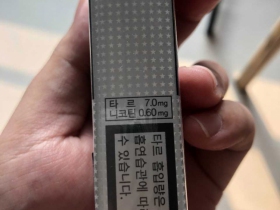 타 르 7.0mg
니코틴 0.60mg
타르 흡입량은
흡연습관에 따
수 있습니다.